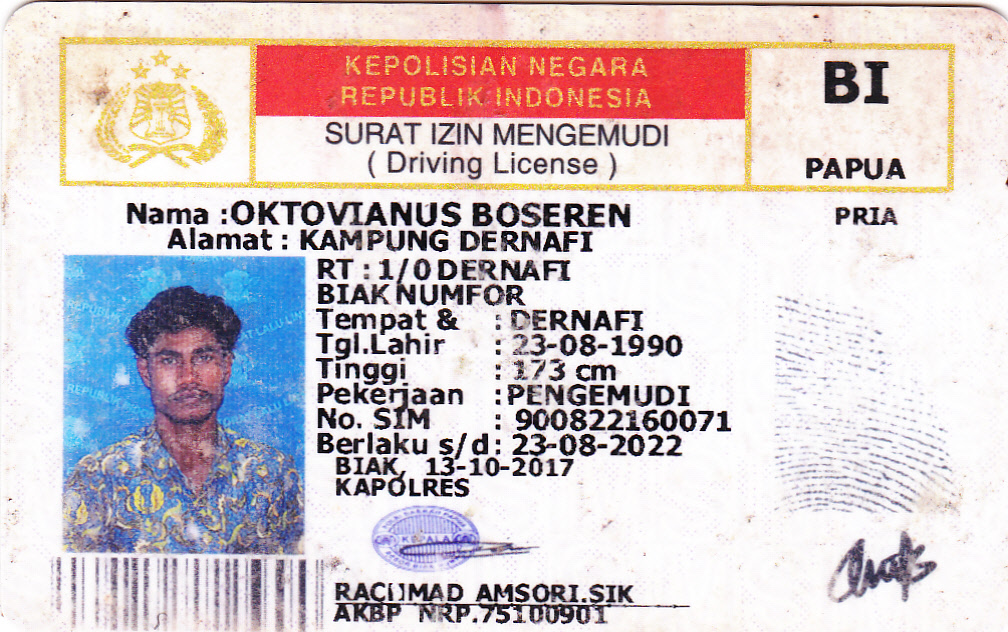 KEPOLISIAN NEGARA
REPUBLIK INDONESIA
SURAT IZIN MENGEMUDI
( Driving License )
BI
PAPUA
Nama : OKTOVIANUS BOSEREN
PRIA
Alamat : KAMPUNG DERNAFI
RT : 1/0 DERNAFI
BIAK NUMFOR
Tempat & : DERNAFI
Tgl.Lahir : 23-08-1990
Tinggi : 173 cm
Pekerjaan : PENGEMUDI
No. SIM : 900822160071
Berlaku s/d : 23-08-2022
BIAK, 13-10-2017
KAPOLRES
KEPALA
RACHMAD AMSORI.SIK
AKBP NRP.75100901